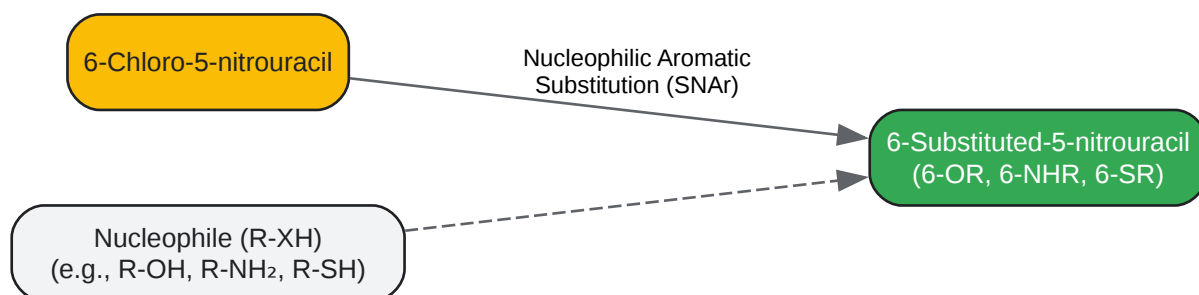 6-Chloro-5-nitrouracil
Nucleophilic Aromatic
Substitution (SNAr)
6-Substituted-5-nitrouracil
(6-OR, 6-NHR, 6-SR)
Nucleophile (R-XH)
(e.g., R-OH, R-NH₂, R-SH)